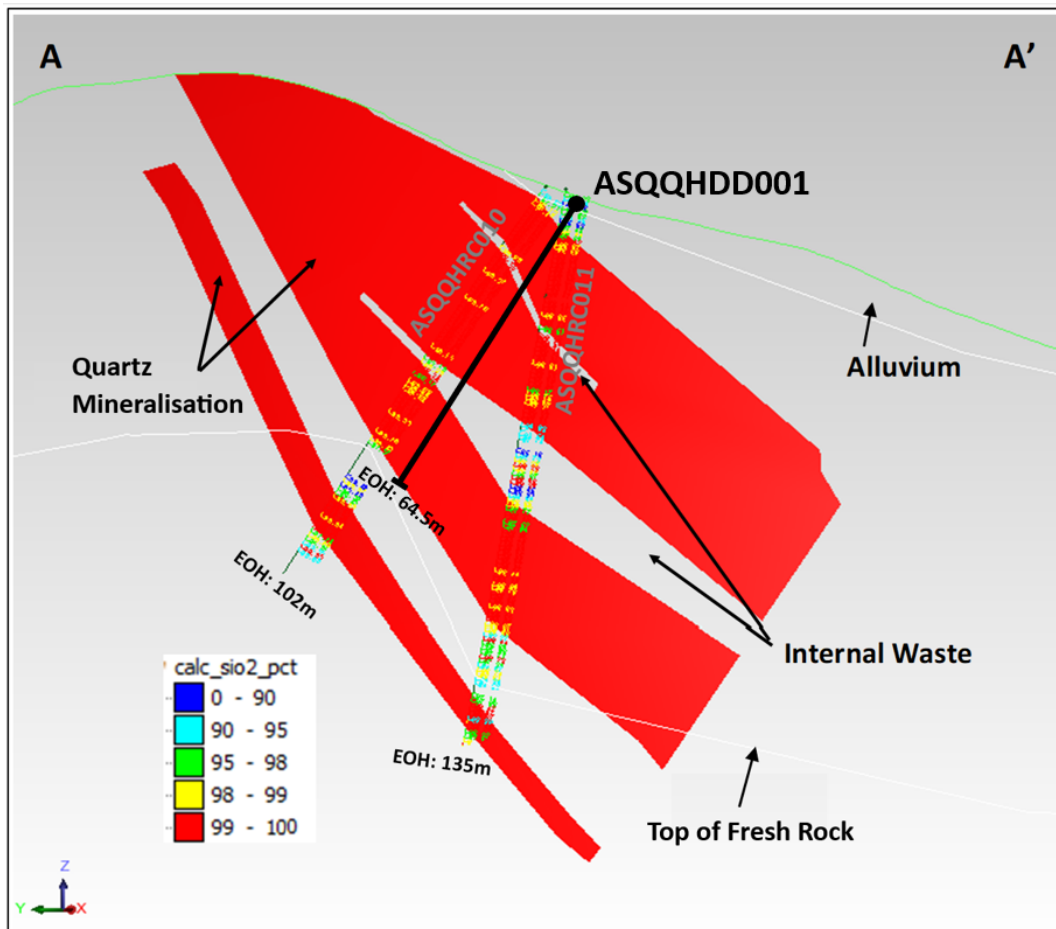 A
A’
ASQQHDD001
ASQQHRC010
ASQQHRC011
Quartz
Mineralisation
Alluvium
EOH: 64.5m
EOH: 102m
Internal Waste
calc_sio2_pct
0 - 90
90 - 95
95 - 98
98 - 99
99 - 100
EOH: 135m
Top of Fresh Rock
Z
Y
X